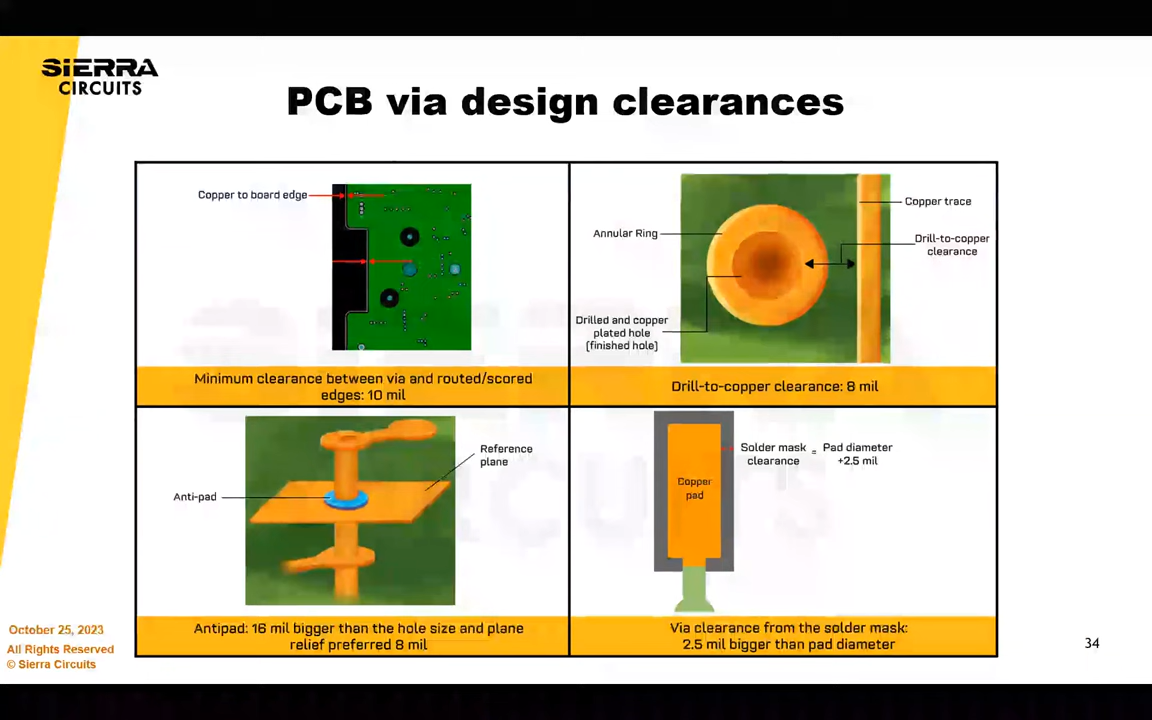 SIERRA
CIRCUITS
PCB via design clearances
Copper to board edge
Minimum clearance between via and routed/scored
edges: 10 mil
Annular Ring
Copper trace
Drill-to-copper
clearance
Drilled and copper
plated hole
(finished hole)
Drill-to-copper clearance: 8 mil
Reference
plane
Anti-pad
Antipad: 16 mil bigger than the hole size and plane
relief preferred 8 mil
Copper
pad
Solder mask
clearance
=
Pad diameter
+2.5 mil
Via clearance from the solder mask:
2.5 mil bigger than pad diameter
October 25, 2023
All Rights Reserved
© Sierra Circuits
34